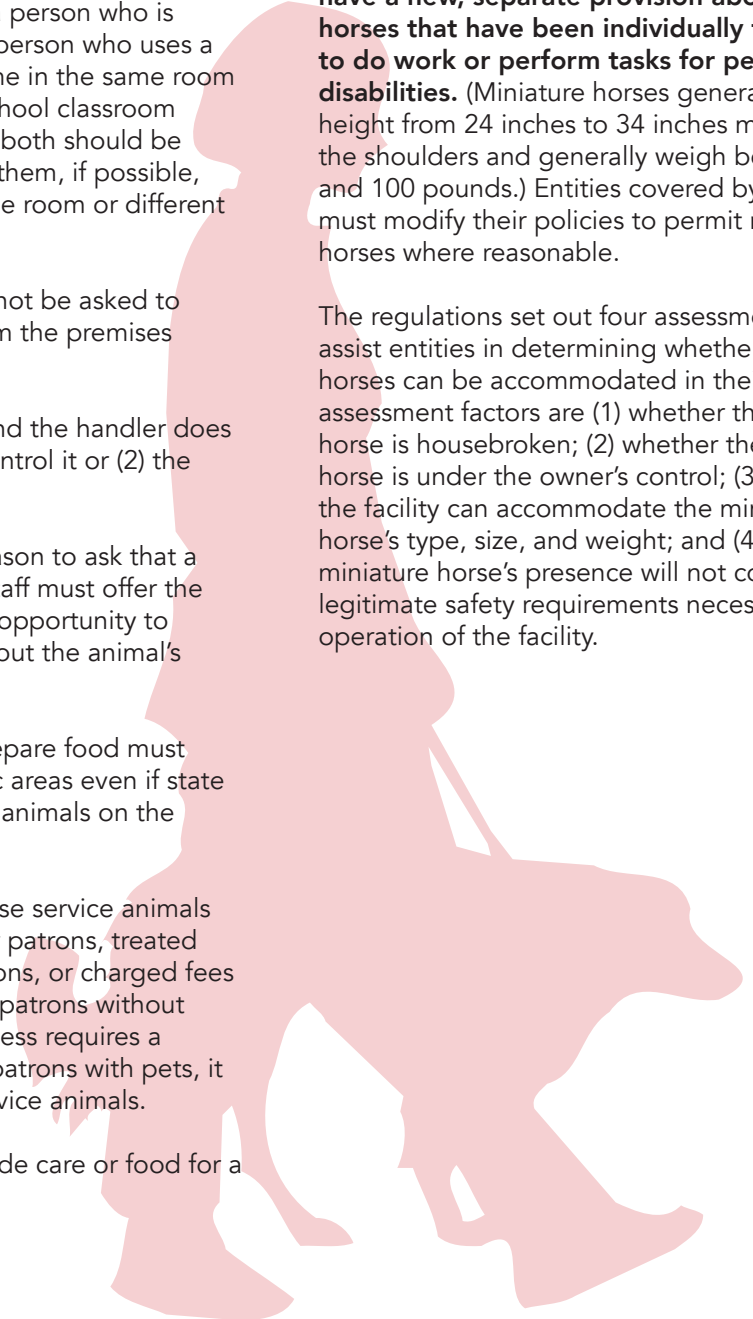 person who is
person who uses a
ne in the same room
hool classroom
both should be
them, if possible,
e room or different
not be asked to
m the premises
nd the handler does
ntrol it or (2) the
ason to ask that a
aff must offer the
opportunity to
out the animal’s
epare food must
c areas even if state
animals on the
se service animals
patrons, treated
ons, or charged fees
patrons without
ess requires a
patrons with pets, it
vice animals.
de care or food for a
have a new, separate provision abo
horses that have been individually t
to do work or perform tasks for pe
disabilities. (Miniature horses genera
height from 24 inches to 34 inches m
the shoulders and generally weigh be
and 100 pounds.) Entities covered by
must modify their policies to permit m
horses where reasonable.
The regulations set out four assessme
assist entities in determining whethe
horses can be accommodated in the
assessment factors are (1) whether th
horse is housebroken; (2) whether the
horse is under the owner’s control; (3
the facility can accommodate the min
horse’s type, size, and weight; and (4
miniature horse’s presence will not co
legitimate safety requirements neces
operation of the facility.